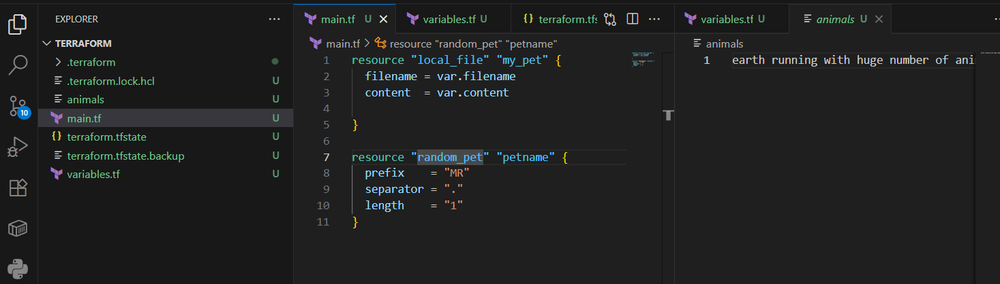 EXPLORER
TERRAFORM
.terraform
.terraform.lock.hcl U
animals U
main.tf U
terraform.tfstate U
terraform.tfstate.backup U
variables.tf U
10
main.tf U
variables.tf U
terraform.tfs
main.tf > resource "random_pet" "petname"
1 resource "local_file" "my_pet" {
2 filename = var.filename
3 content = var.content
4
5 }
6
7 resource "random_pet" "petname" {
8 prefix = "MR"
9 separator = "."
10 length = "1"
11 }
variables.tf U
animals U
animals
1 earth running with huge number of ani